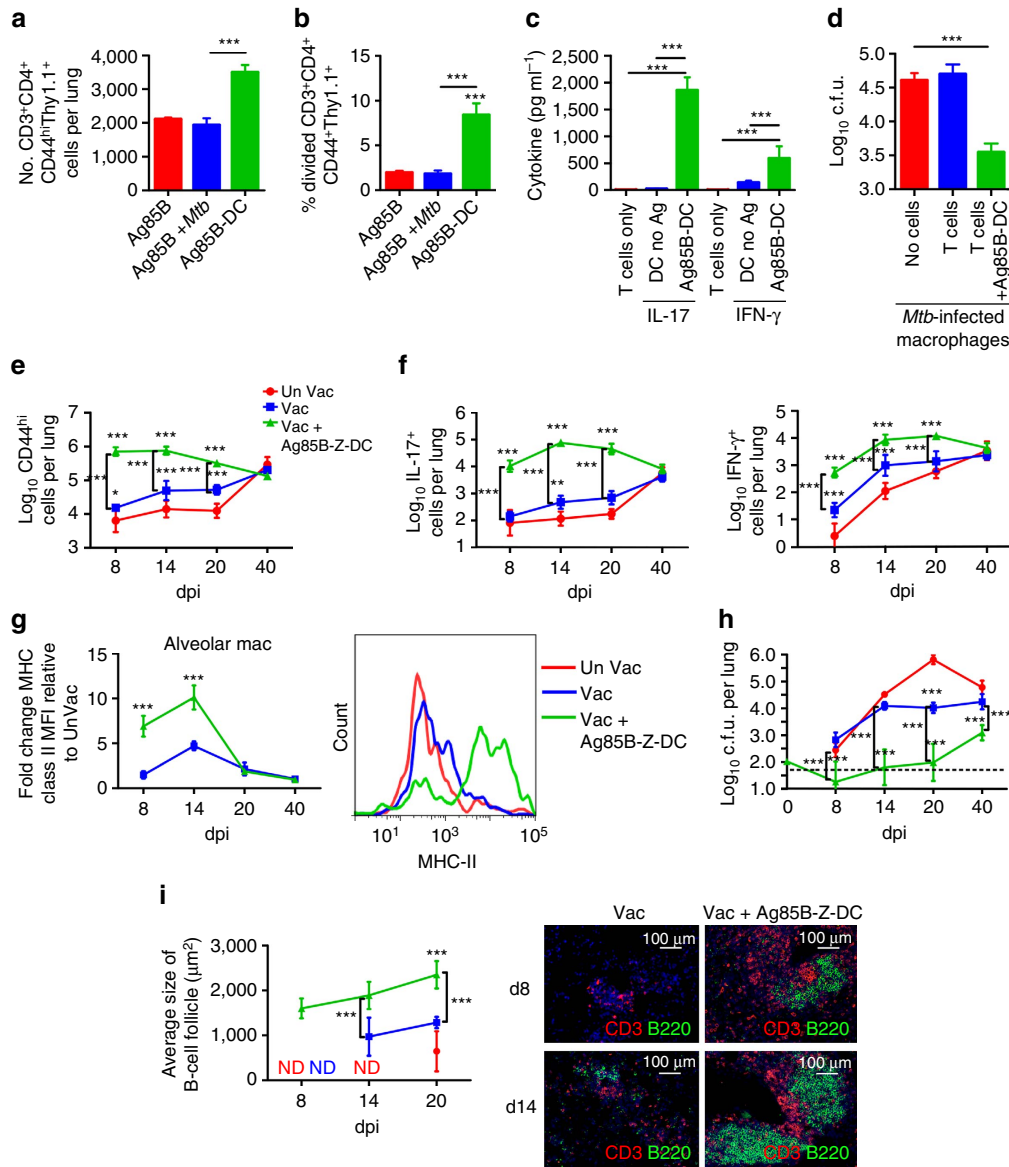 a
No. CD3+CD4+
CD44hiThy1.1+
cells per lung
4,000
3,000
2,000
1,000
0
***
Ag85B
Ag85B +Mtb
Ag85B-DC
b
% divided CD3+CD4+
CD44+Thy1.1+
15
10
5
0
***
***
Ag85B
Ag85B +Mtb
Ag85B-DC
c
Cytokine (pg ml−1)
2,500
2,000
1,500
1,000
500
0
***
***
***
***
T cells only
DC no Ag
Ag85B-DC
T cells only
DC no Ag
Ag85B-DC
IL-17
IFN-γ
d
Log10 c.f.u.
5.0
4.5
4.0
3.5
3.0
***
No cells
T cells
T cells
+Ag85B-DC
Mtb-infected
macrophages
e
Un Vac
Vac
Vac +
Ag85B-Z-DC
Log10 CD44hi
cells per lung
7
6
5
4
3
*** *** ***
*** *** *** ***
* ***
8 14 20 40
dpi
f
Log10 IL-17+
cells per lung
6
5
4
3
2
1
*** *** ***
*** *** ***
**
8 14 20 40
dpi
Log10 IFN-γ+
cells per lung
4
3
2
1
0
*** *** ***
*** *** ***
*** ***
8 14 20 40
dpi
g
Alveolar mac
Fold change MHC
class II MFI relative
to Un Vac
15
10
5
0
***
***
8 14 20 40
dpi
Count
10¹ 10³ 10⁵
MHC-II
Un Vac
Vac
Vac +
Ag85B-Z-DC
h
Log10 c.f.u. per lung
6.0
5.0
4.0
3.0
2.0
1.0
***
*** *** ***
***
*** *** *** ***
0 8 14 20 40
dpi
i
Average size of
B-cell follicle (μm2)
3,000
2,000
1,000
0
***
*** ***
ND ND ND
8 14 20
dpi
Vac
Vac + Ag85B-Z-DC
d8
100 μm
CD3 B220
100 μm
CD3 B220
d14
100 μm
CD3 B220
100 μm
CD3 B220